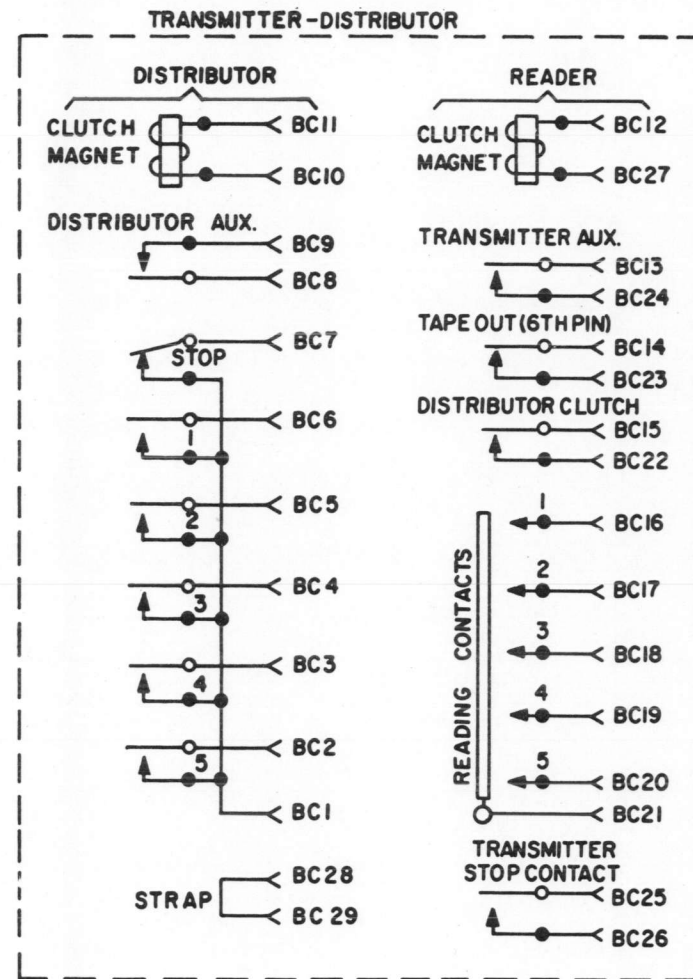 TRANSMITTER-DISTRIBUTOR
DISTRIBUTOR
CLUTCH
MAGNET
BC11
BC10
DISTRIBUTOR AUX.
BC9
BC8
BC7
STOP
BC6
1
BC5
2
BC4
3
BC3
4
BC2
5
BC1
STRAP
BC28
BC29
READER
CLUTCH
MAGNET
BC12
BC27
TRANSMITTER AUX.
BC13
BC24
TAPE OUT (6TH PIN)
BC14
BC23
DISTRIBUTOR CLUTCH
BC15
BC22
READING CONTACTS
1
BC16
2
BC17
3
BC18
4
BC19
5
BC20
BC21
TRANSMITTER
STOP CONTACT
BC25
BC26